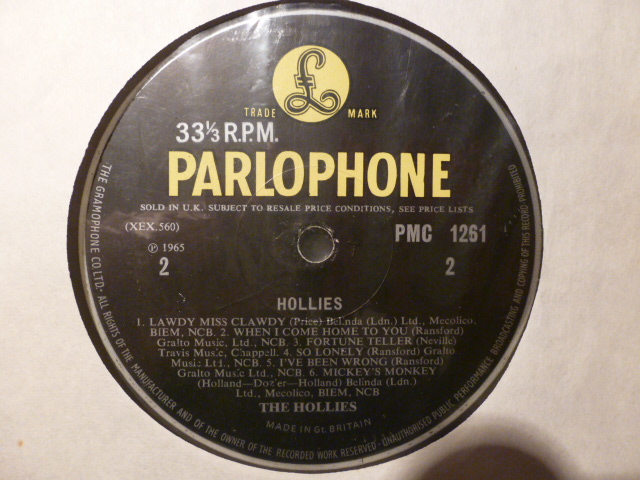 £
TRADE MARK
33⅓ R.P.M.
PARLOPHONE
SOLD IN U.K. SUBJECT TO RESALE PRICE CONDITIONS, SEE PRICE LISTS
(XEX.560)
PMC 1261
℗ 1965
2
2
HOLLIES
1. LAWDY MISS CLAWDY (Price) Belinda (Ldn.) Ltd., Mecolico,
BIEM, NCB. 2. WHEN I COME HOME TO YOU (Ransford)
Gralto Music, Ltd., NCB. 3. FORTUNE TELLER (Neville)
Travis Music, Chappell. 4. SO LONELY (Ransford) Gralto
Music Ltd., NCB. 5. I'VE BEEN WRONG (Ransford)
Gralto Music Ltd., NCB. 6. MICKEY'S MONKEY
(Holland—Dozier—Holland) Belinda (Ldn.)
Ltd., Mecolico, BIEM, NCB
THE HOLLIES
MADE IN GT. BRITAIN
THE GRAMOPHONE CO LTD. ALL RIGHTS OF THE MANUFACTURER AND OF THE OWNER OF THE RECORDED WORK RESERVED · UNAUTHORISED PUBLIC PERFORMANCE BROADCASTING AND COPYING OF THIS RECORD PROHIBITED